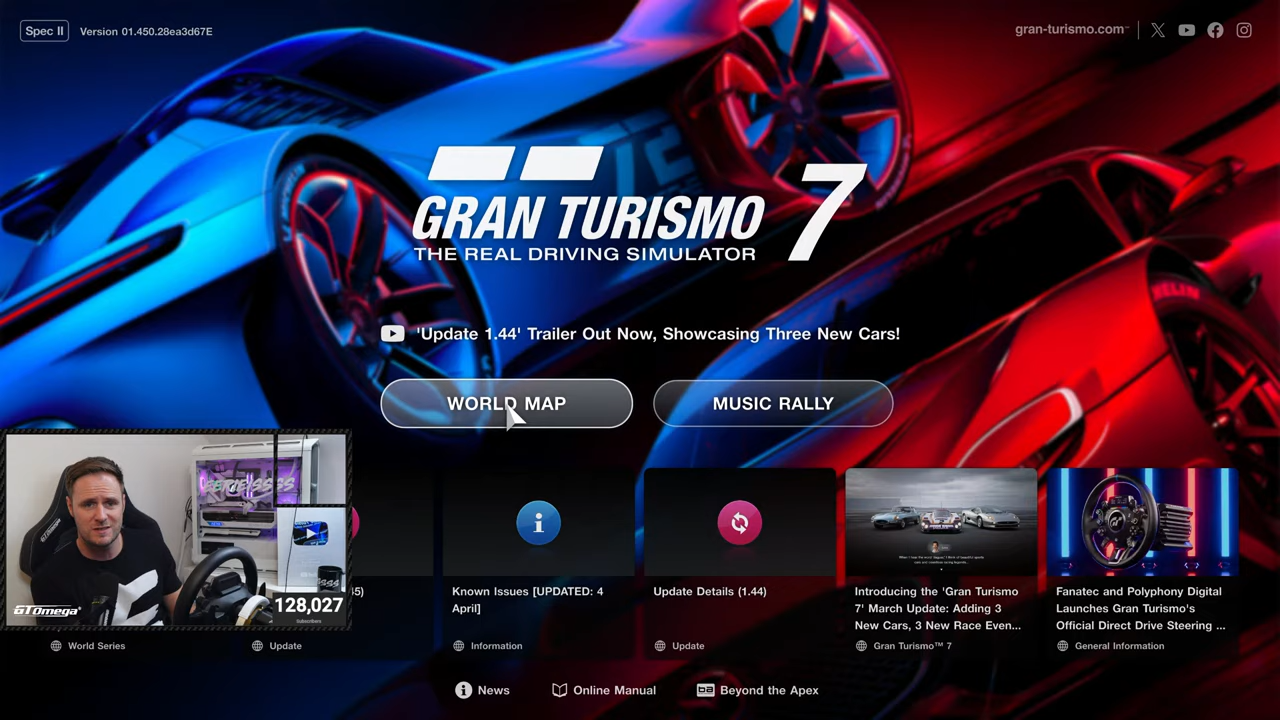 Spec II
Version 01.450.28ea3d67E
gran-turismo.com
GRAN TURISMO 7
THE REAL DRIVING SIMULATOR
'Update 1.44' Trailer Out Now, Showcasing Three New Cars!
WORLD MAP
MUSIC RALLY
GTOmega
128,027
Subscribers
World Series
45)
Update
Known Issues [UPDATED: 4
April]
Information
Update Details (1.44)
Update
Introducing the 'Gran Turismo
7' March Update: Adding 3
New Cars, 3 New Race Even...
Gran Turismo™ 7
Fanatec and Polyphony Digital
Launches Gran Turismo's
Official Direct Drive Steering ...
General Information
News
Online Manual
Beyond the Apex